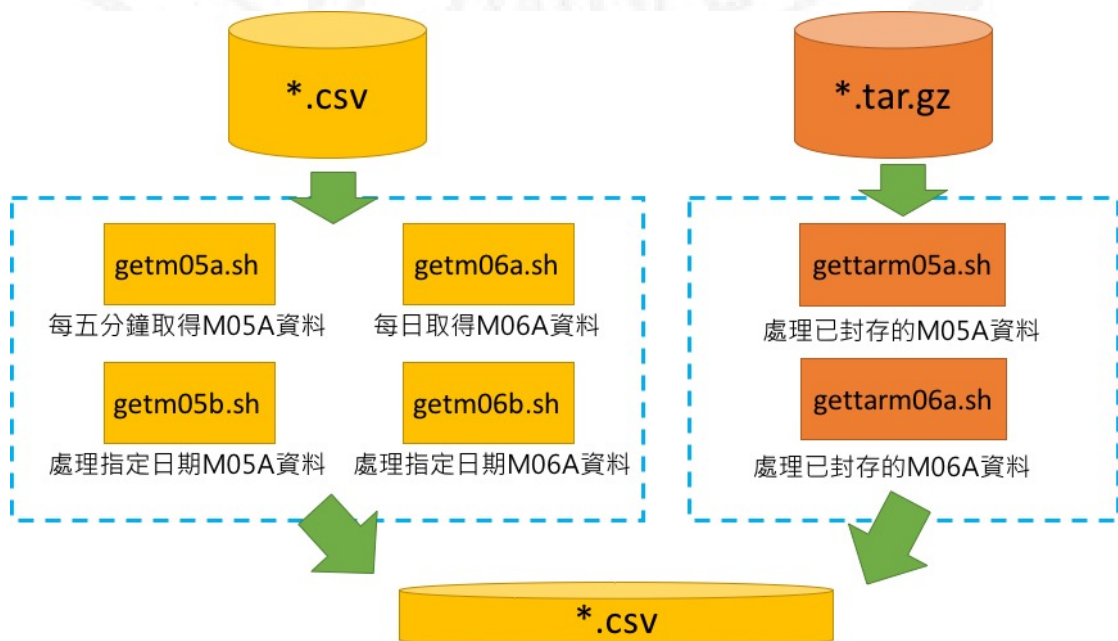 *.csv
*.tar.gz
getm05a.sh
每五分鐘取得M05A資料
getm06a.sh
每日取得M06A資料
getm05b.sh
處理指定日期M05A資料
getm06b.sh
處理指定日期M06A資料
gettarm05a.sh
處理已封存的M05A資料
gettarm06a.sh
處理已封存的M06A資料
*.csv